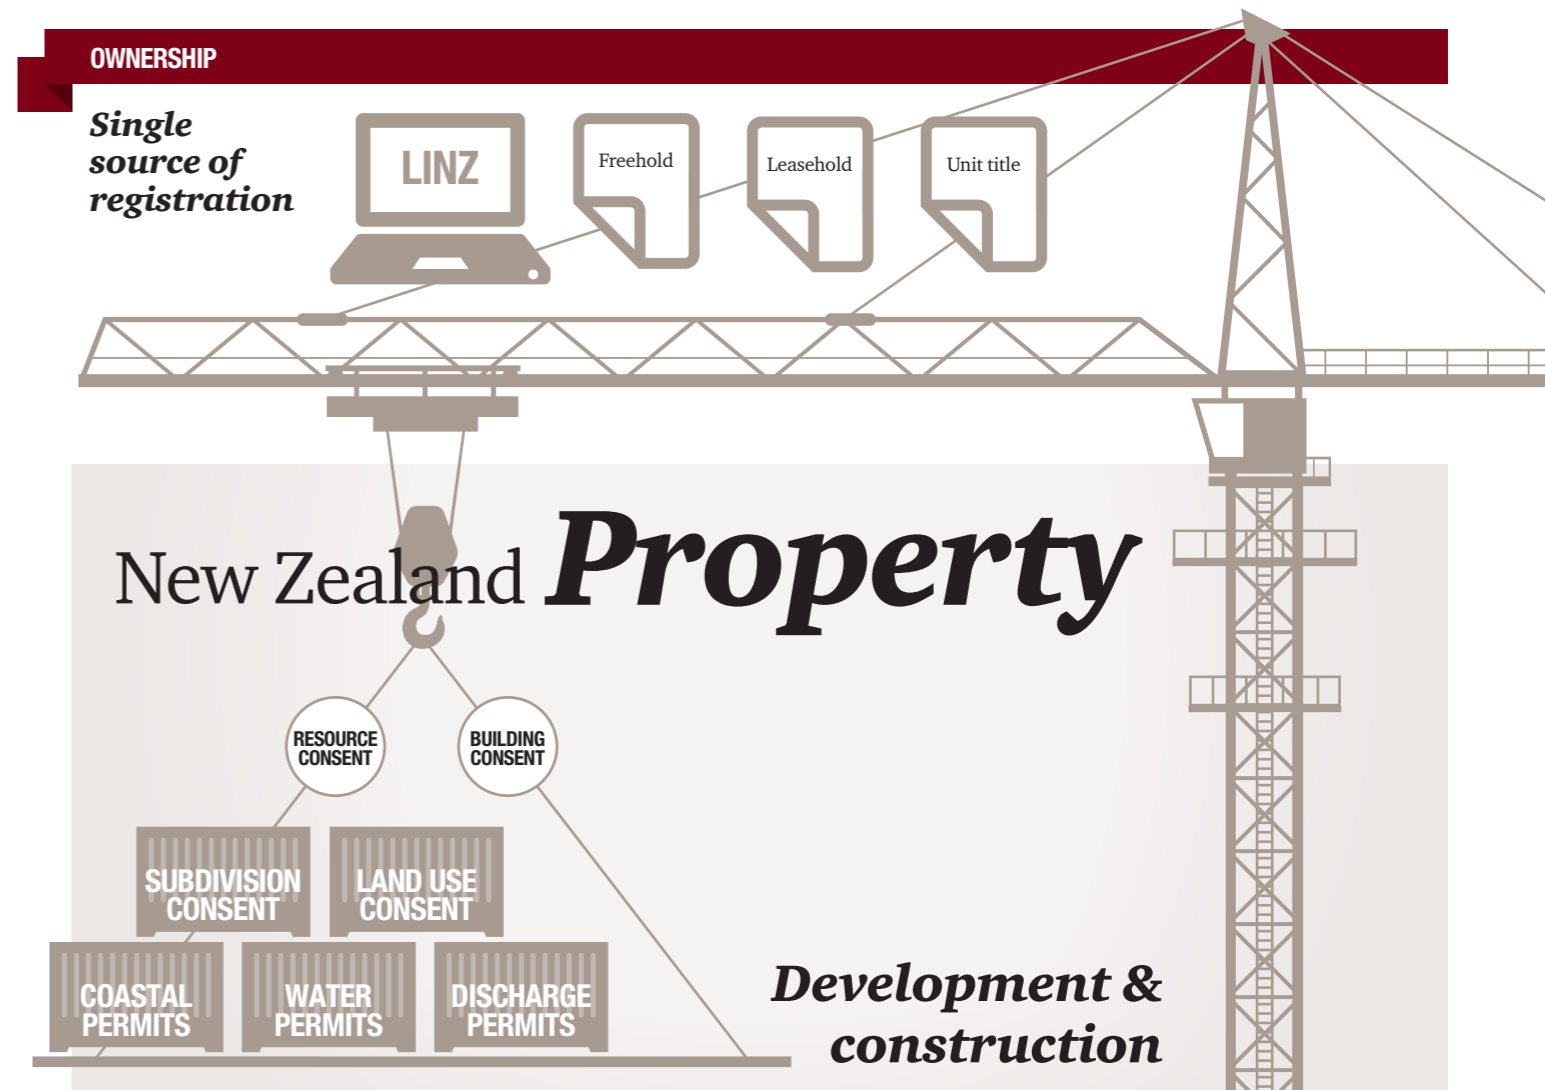 OWNERSHIP
Single
source of
registration
LINZ
Freehold
Leasehold
Unit title
New Zealand Property
RESOURCE
CONSENT
BUILDING
CONSENT
SUBDIVISION
CONSENT
LAND USE
CONSENT
COASTAL
PERMITS
WATER
PERMITS
DISCHARGE
PERMITS
Development &
construction